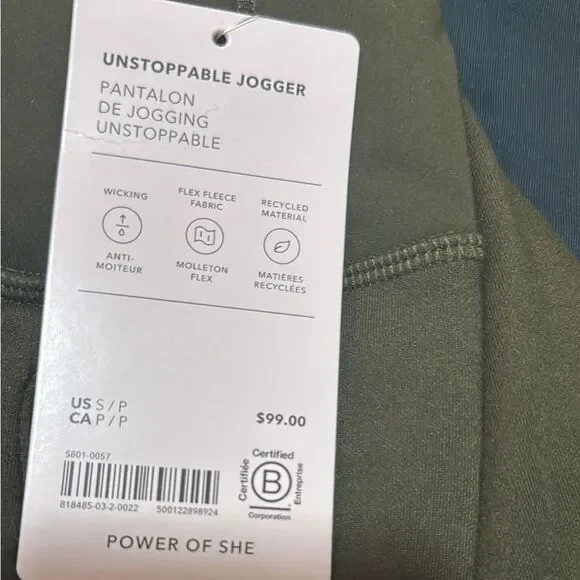 UNSTOPPABLE JOGGER
PANTALON
DE JOGGING
UNSTOPPABLE
WICKING
ANTI-
MOITEUR
FLEX FLEECE
FABRIC
MOLLETON
FLEX
RECYCLED
MATERIAL
MATIÈRES
RECYCLÉES
US S / P
CA P / P
$99.00
5801-0057
818485-03-2-0022 500122898924
Certified
Certifiée
B
Entreprise
Corporation
POWER OF SHE